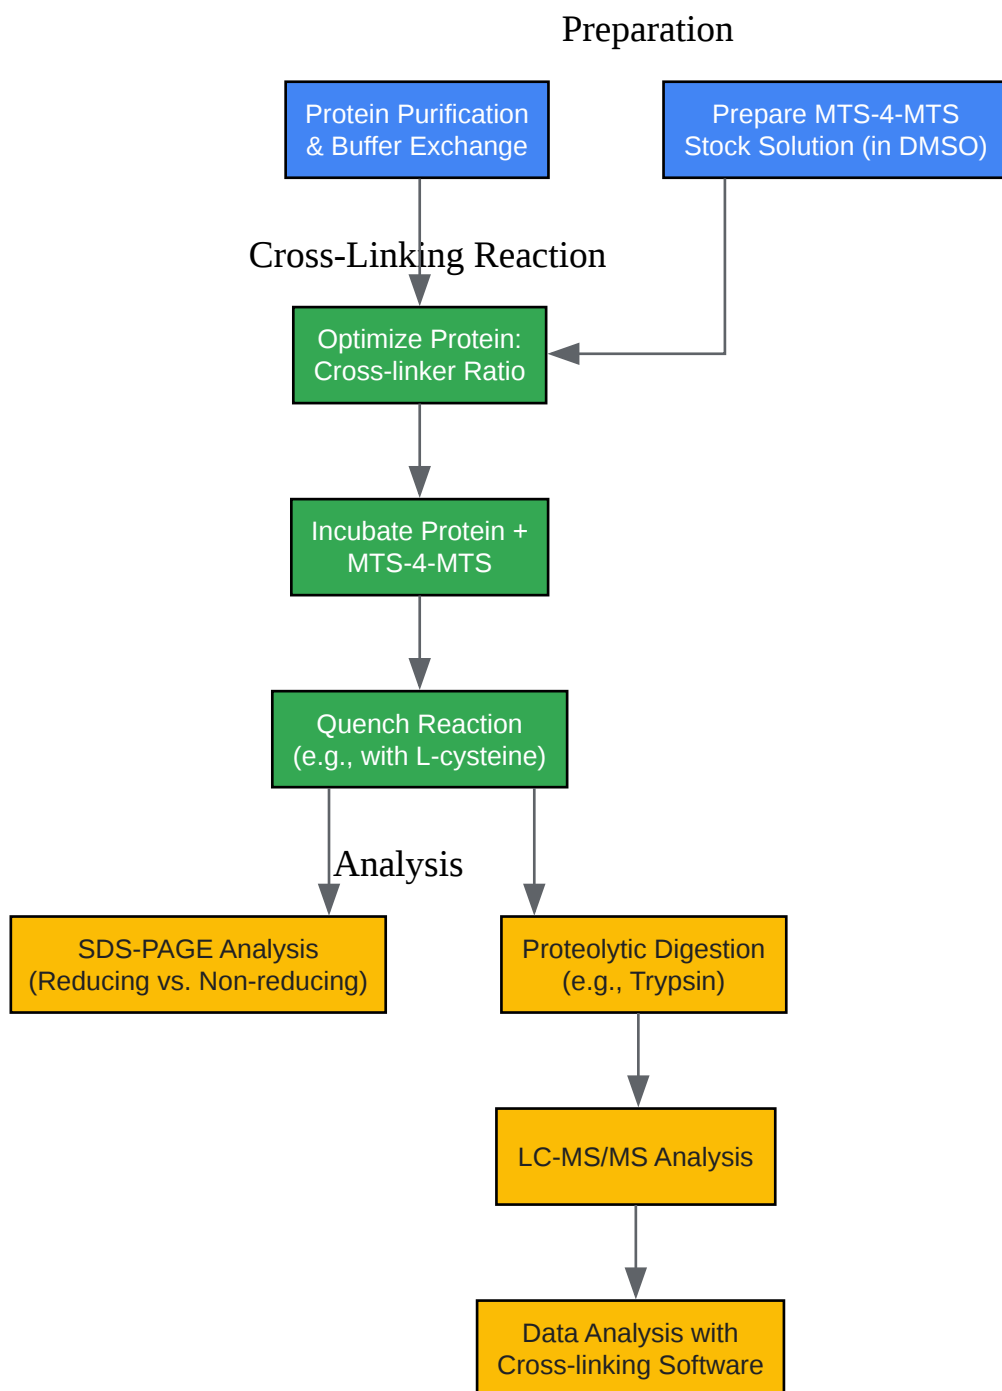 Preparation
Protein Purification
& Buffer Exchange
Prepare MTS-4-MTS
Stock Solution (in DMSO)
Cross-Linking Reaction
Optimize Protein:
Cross-linker Ratio
Incubate Protein +
MTS-4-MTS
Quench Reaction
(e.g., with L-cysteine)
Analysis
SDS-PAGE Analysis
(Reducing vs. Non-reducing)
Proteolytic Digestion
(e.g., Trypsin)
LC-MS/MS Analysis
Data Analysis with
Cross-linking Software